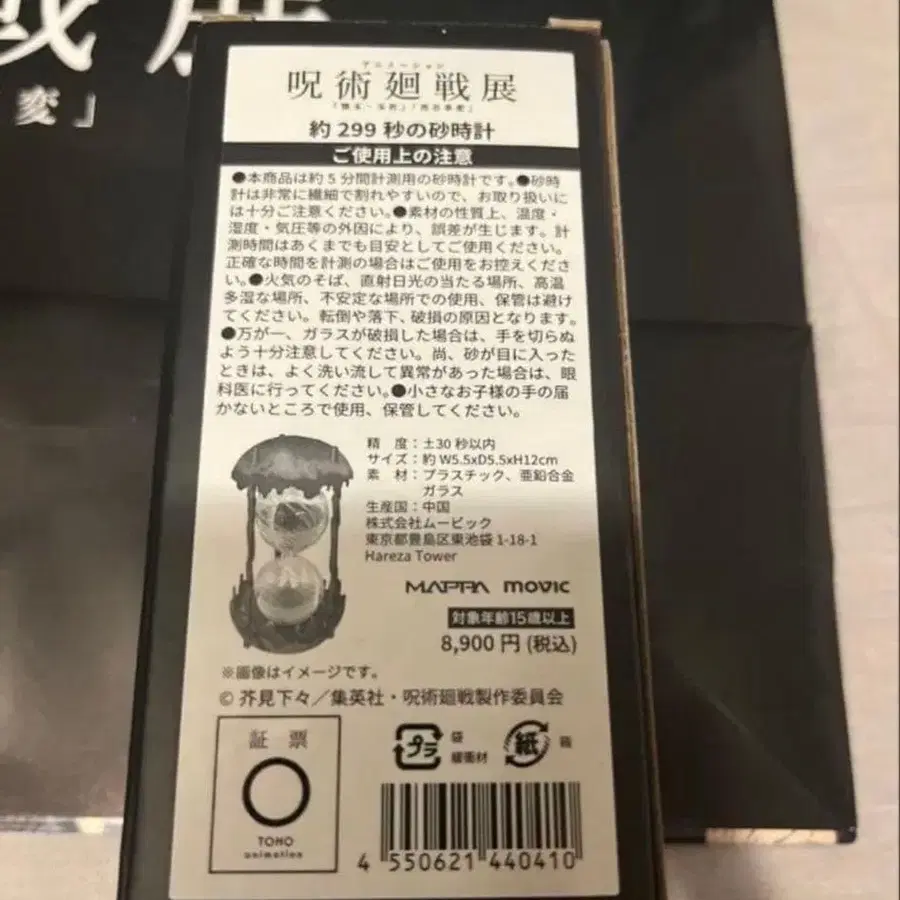 戦展
変」
アニメーション
呪術廻戦展
「懐玉・玉折」「渋谷事変」
約 299 秒の砂時計
ご使用上の注意
●本商品は約５分間計測用の砂時計です。●砂時
計は非常に繊細で割れやすいので、お取り扱いに
は十分ご注意ください。●素材の性質上、温度・
湿度・気圧等の外因により、誤差が生じます。計
測時間はあくまでも目安としてご使用ください。
正確な時間を計測の場合はご使用をお控えくださ
い。●火気のそば、直射日光の当たる場所、高温
多湿な場所、不安定な場所での使用、保管は避け
てください。転倒や落下、破損の原因となります。
●万が一、ガラスが破損した場合は、手を切らぬ
よう十分注意してください。尚、砂が目に入った
ときは、よく洗い流して異常があった場合は、眼
科医に行ってください。●小さなお子様の手の届
かないところで使用、保管してください。
精　度：±30 秒以内
サイズ：約 W5.5xD5.5xH12cm
素　材：プラスチック、亜鉛合金
ガラス
生産国：中国
株式会社ムービック
東京都豊島区東池袋 1-18-1
Hareza Tower
MAPPA movic
対象年齢15歳以上
8,900 円 (税込)
※画像はイメージです。
© 芥見下々／集英社・呪術廻戦製作委員会
証 票
TOHO
animation
プラ 袋
緩衝材
紙 箱
4 550621 440410